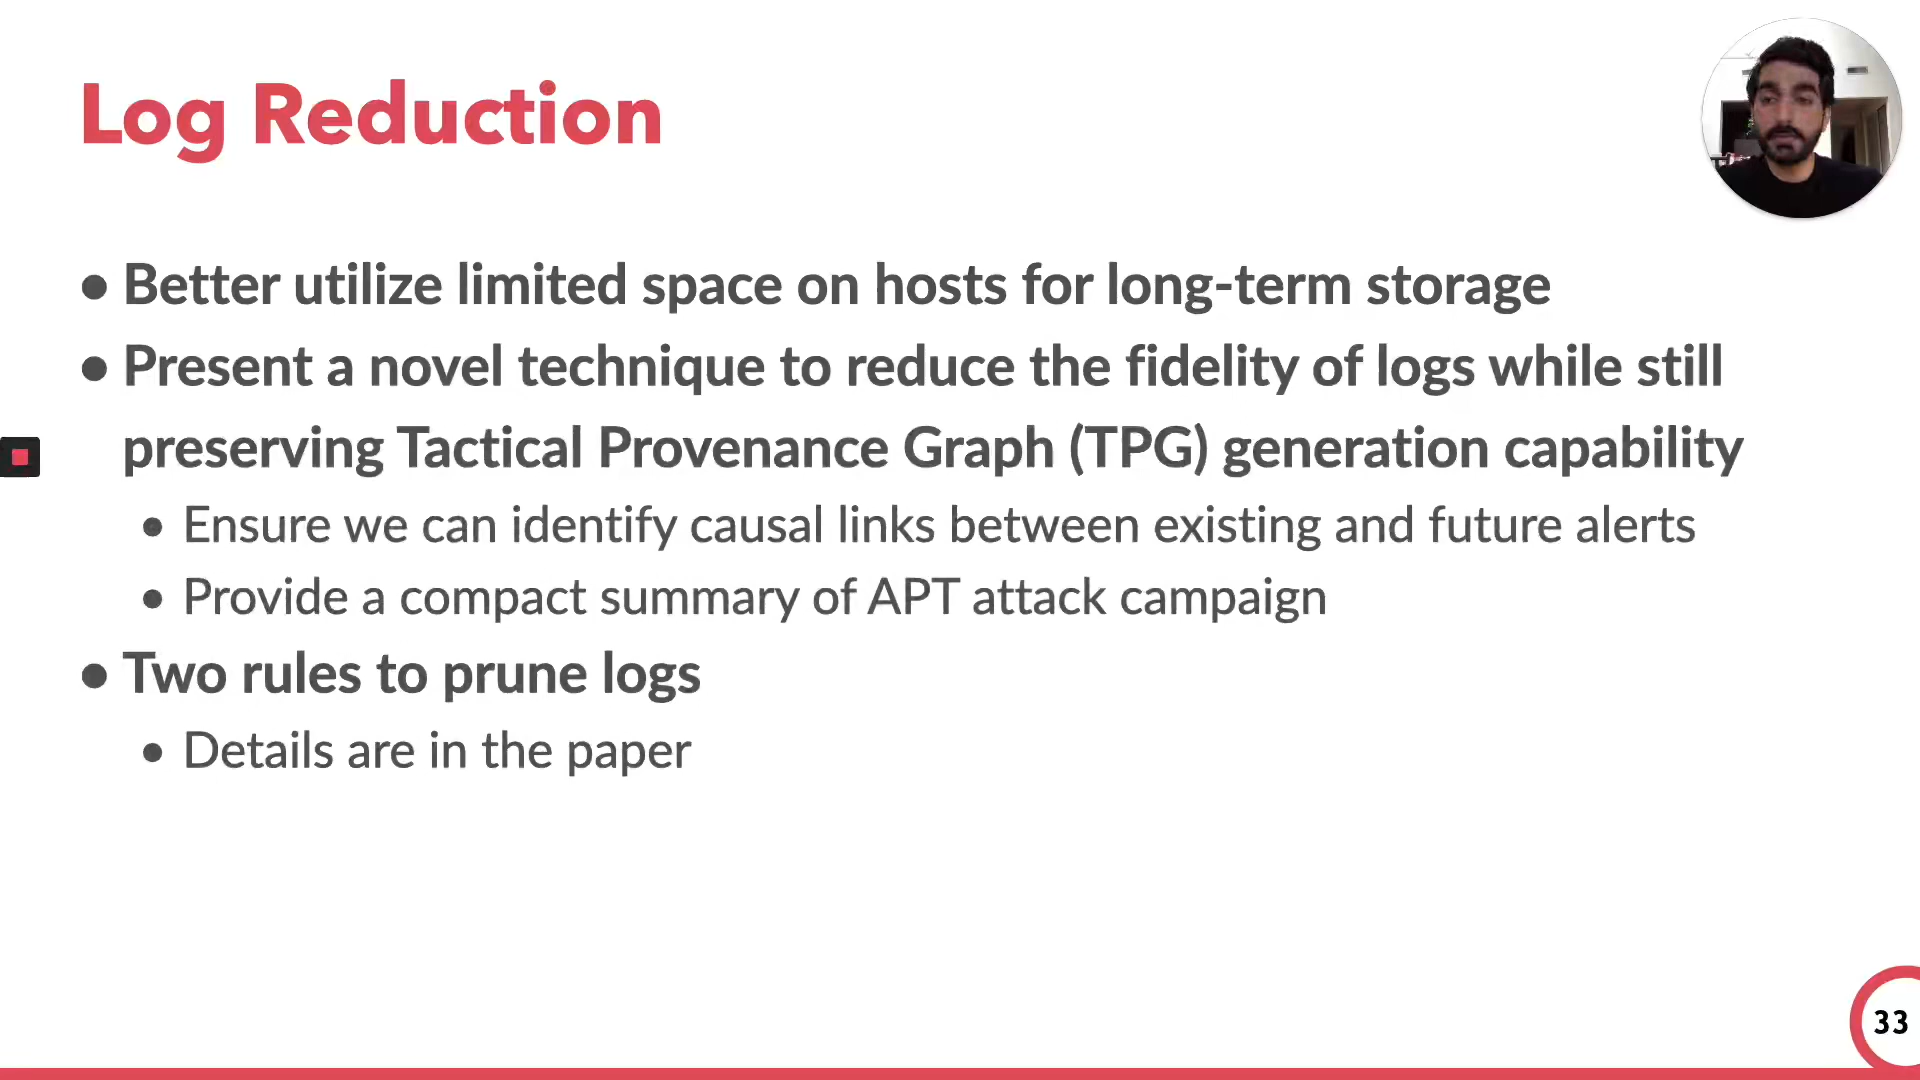 Log Reduction
● Better utilize limited space on hosts for long-term storage
● Present a novel technique to reduce the fidelity of logs while still
preserving Tactical Provenance Graph (TPG) generation capability
● Ensure we can identify causal links between existing and future alerts
● Provide a compact summary of APT attack campaign
● Two rules to prune logs
● Details are in the paper
33